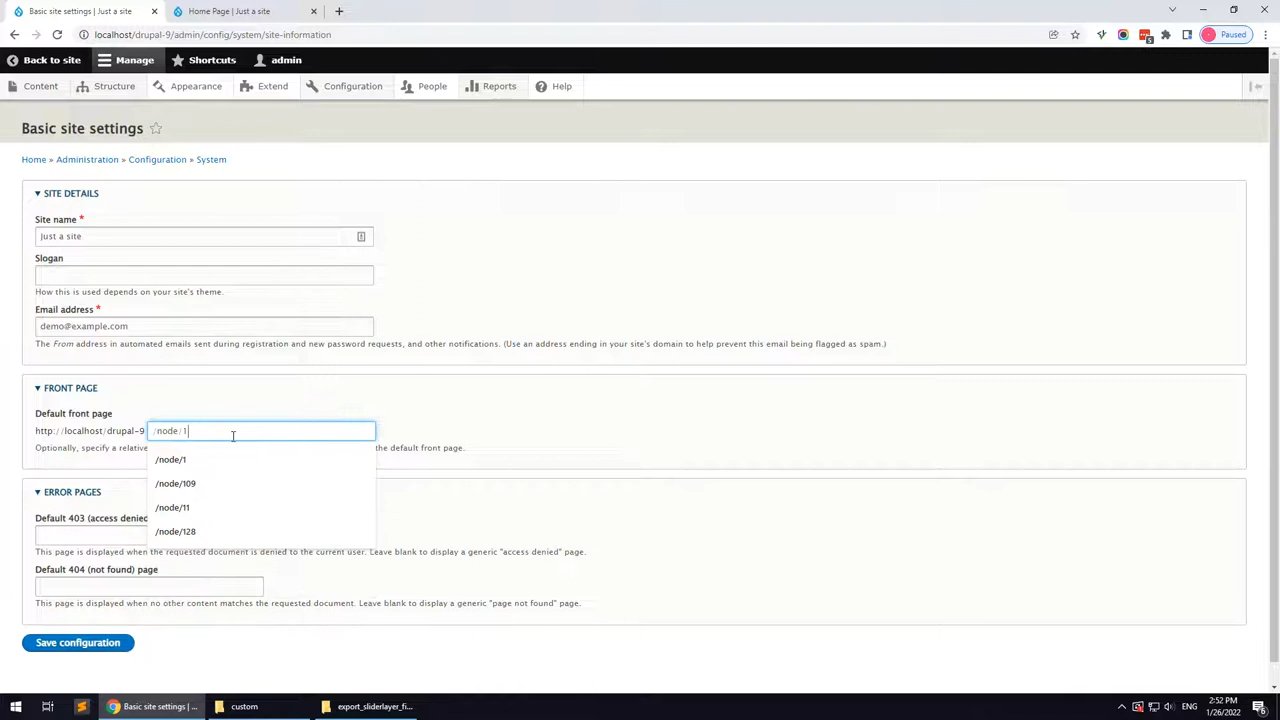 Basic site settings | Just a site
Home Page | Just a site
localhost/drupal-9/admin/config/system/site-information
Paused
5
Back to site
Manage
Shortcuts
admin
Content
Structure
Appearance
Extend
Configuration
People
Reports
Help
Basic site settings
Home » Administration » Configuration » System
SITE DETAILS
Site name *
Just a site
Slogan
How this is used depends on your site's theme.
Email address *
demo@example.com
The From address in automated emails sent during registration and new password requests, and other notifications. (Use an address ending in your site's domain to help prevent this email being flagged as spam.)
FRONT PAGE
Default front page
http://localhost/drupal-9 /node/1
Optionally, specify a relative the default front page.
/node/1
/node/109
/node/11
/node/128
ERROR PAGES
Default 403 (access denied
This page is displayed when the requested document is denied to the current user. Leave blank to display a generic "access denied" page.
Default 404 (not found) page
This page is displayed when no other content matches the requested document. Leave blank to display a generic "page not found" page.
Save configuration
Basic site settings | ...
custom
export_sliderlayer_fi...
ENG
2:52 PM
1/26/2022
6